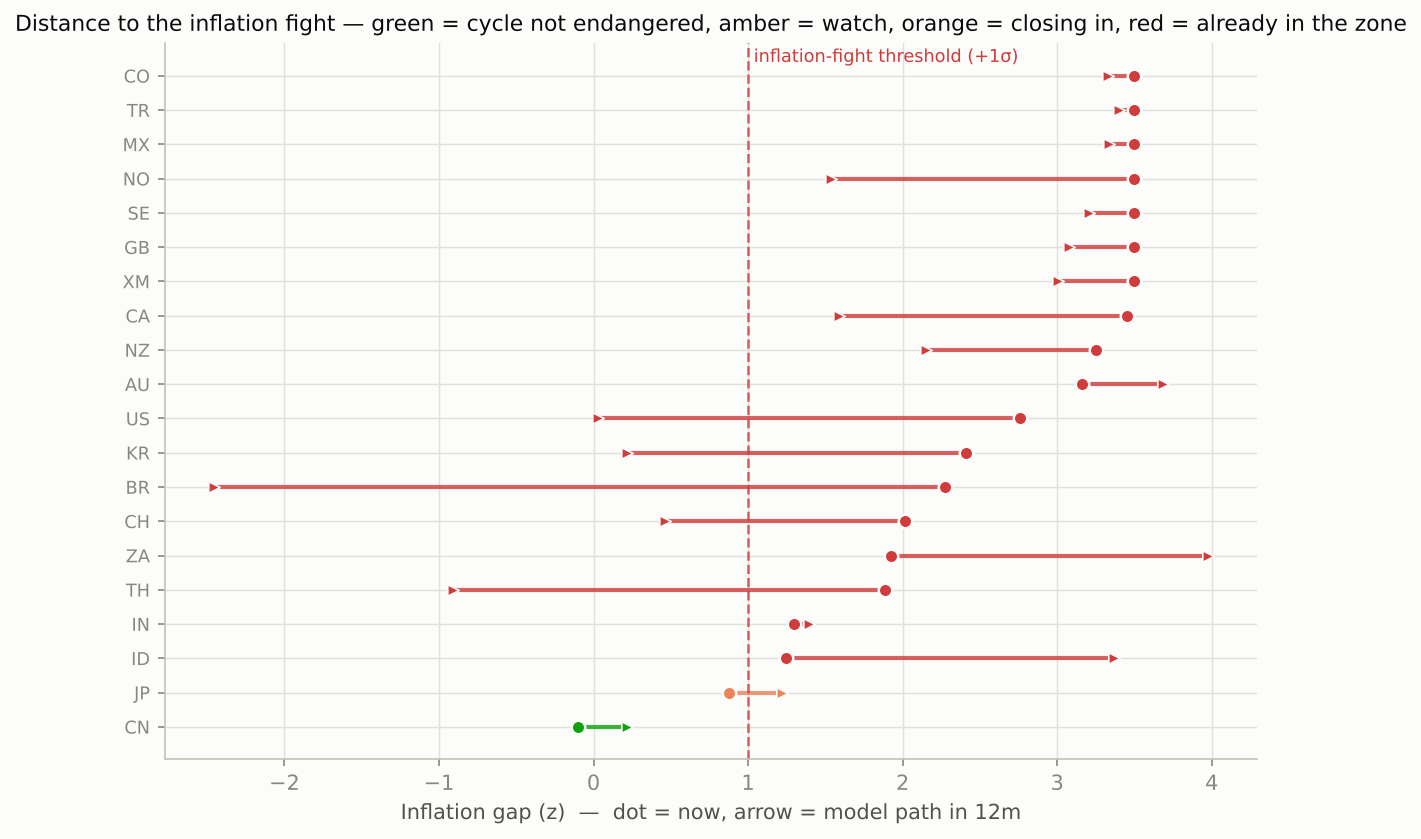 Distance to the inflation fight — green = cycle not endangered, amber = watch, orange = closing in, red = already in the zone
inflation-fight threshold (+1σ)
CO
TR
MX
NO
SE
GB
XM
CA
NZ
AU
US
KR
BR
CH
ZA
TH
IN
ID
JP
CN
−2 −1 0 1 2 3 4
Inflation gap (z) — dot = now, arrow = model path in 12m